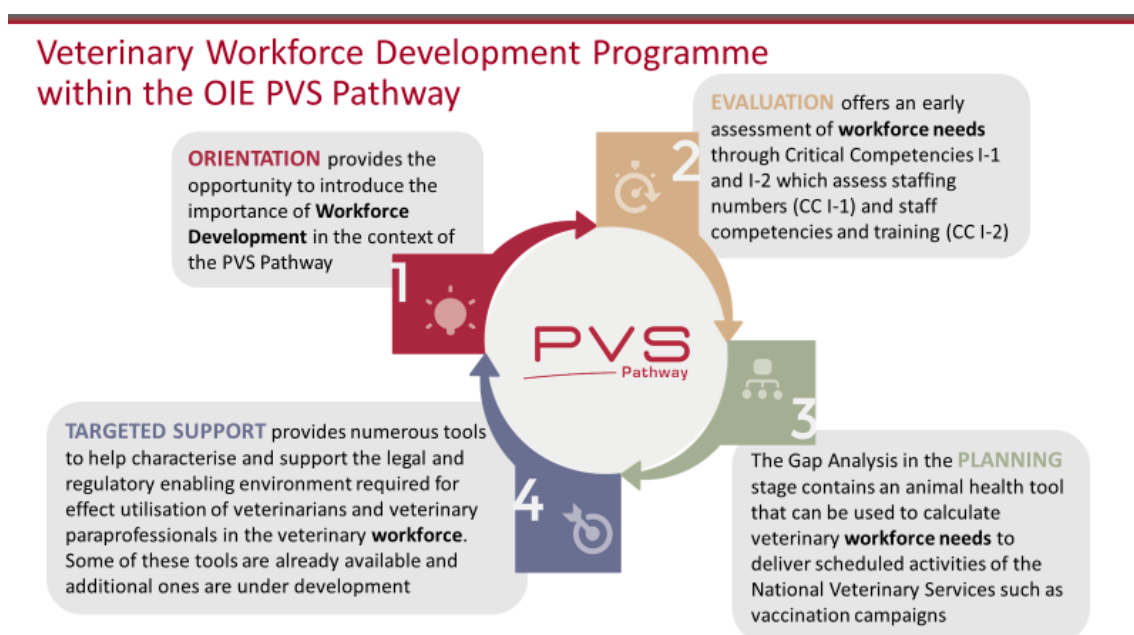 Veterinary Workforce Development Programme
within the OIE PVS Pathway
ORIENTATION provides the
opportunity to introduce the
importance of Workforce
Development in the context of
the PVS Pathway
1
EVALUATION offers an early
assessment of workforce needs
through Critical Competencies I-1
and I-2 which assess staffing
numbers (CC I-1) and staff
competencies and training (CC I-2)
2
PVS
Pathway
3
The Gap Analysis in the PLANNING
stage contains an animal health tool
that can be used to calculate
veterinary workforce needs to
deliver scheduled activities of the
National Veterinary Services such as
vaccination campaigns
4
TARGETED SUPPORT provides numerous tools
to help characterise and support the legal and
regulatory enabling environment required for
effect utilisation of veterinarians and veterinary
paraprofessionals in the veterinary workforce.
Some of these tools are already available and
additional ones are under development